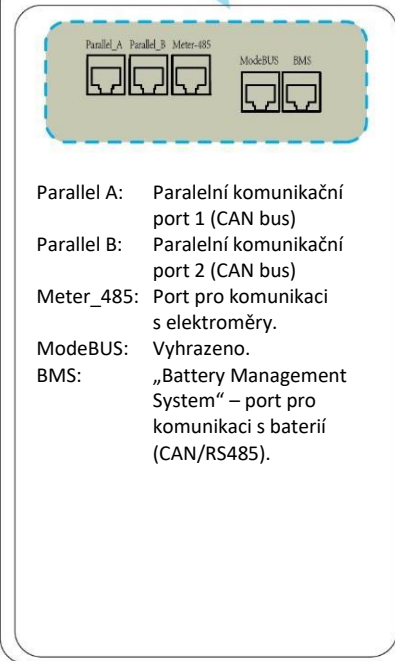 Parallel_A Parallel_B Meter-485
ModeBUS BMS
Parallel A: Paralelní komunikační
port 1 (CAN bus)
Parallel B: Paralelní komunikační
port 2 (CAN bus)
Meter_485: Port pro komunikaci
s elektroměry.
ModeBUS: Vyhrazeno.
BMS: „Battery Management
System“ – port pro
komunikaci s baterií
(CAN/RS485).